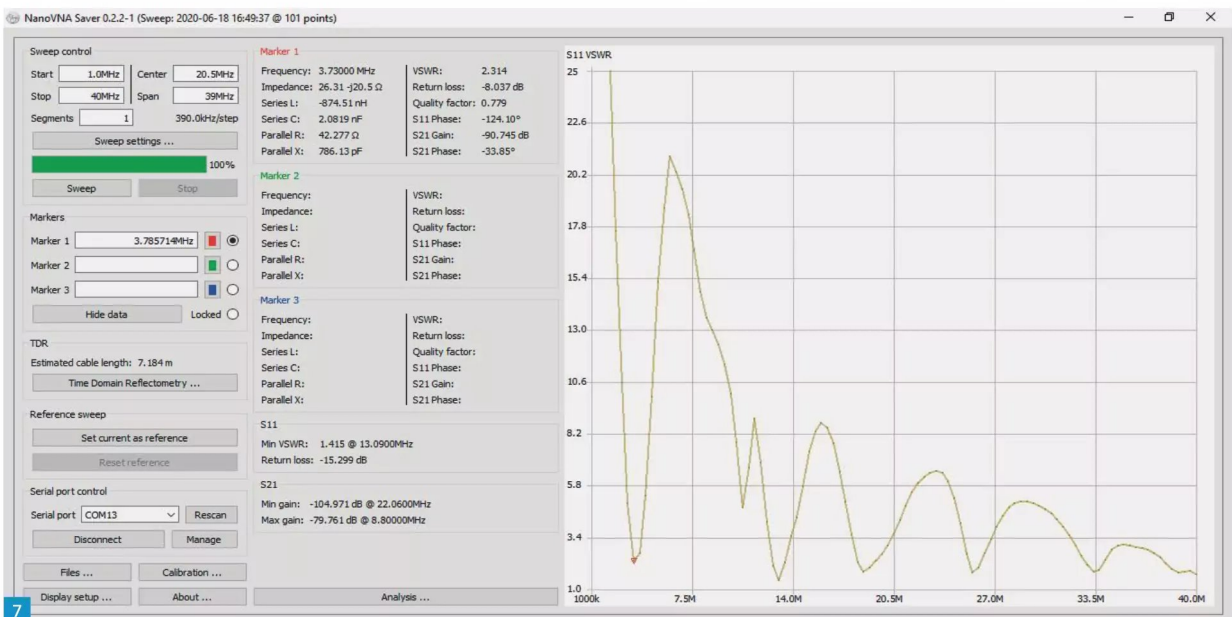 NanoVNA Saver 0.2.2-1 (Sweep: 2020-06-18 16:49:37 @ 101 points)
Sweep control
Start 1.0MHz Center 20.5MHz
Stop 40MHz Span 39MHz
Segments 1 390.0kHz/step
Sweep settings ...
100%
Sweep Stop
Markers
Marker 1 3.785714MHz
Marker 2
Marker 3
Hide data Locked
TDR
Estimated cable length: 7.184 m
Time Domain Reflectometry ...
Reference sweep
Set current as reference
Reset reference
Serial port control
Serial port COM13 Rescan
Disconnect Manage
Files ... Calibration ...
Display setup ... About ...
Marker 1
Frequency: 3.73000 MHz VSWR: 2.314
Impedance: 26.31 -j20.5 Ω Return loss: -8.037 dB
Series L: -874.51 nH Quality factor: 0.779
Series C: 2.0819 nF S11 Phase: -124.10°
Parallel R: 42.277 Ω S21 Gain: -90.745 dB
Parallel X: 786.13 pF S21 Phase: -33.85°
Marker 2
Frequency: VSWR:
Impedance: Return loss:
Series L: Quality factor:
Series C: S11 Phase:
Parallel R: S21 Gain:
Parallel X: S21 Phase:
Marker 3
Frequency: VSWR:
Impedance: Return loss:
Series L: Quality factor:
Series C: S11 Phase:
Parallel R: S21 Gain:
Parallel X: S21 Phase:
S11
Min VSWR: 1.415 @ 13.0900MHz
Return loss: -15.299 dB
S21
Min gain: -104.971 dB @ 22.0600MHz
Max gain: -79.761 dB @ 8.80000MHz
Analysis ...
S11 VSWR
25
22.6
20.2
17.8
15.4
13.0
10.6
8.2
5.8
3.4
1.0
1000k 7.5M 14.0M 20.5M 27.0M 33.5M 40.0M
7